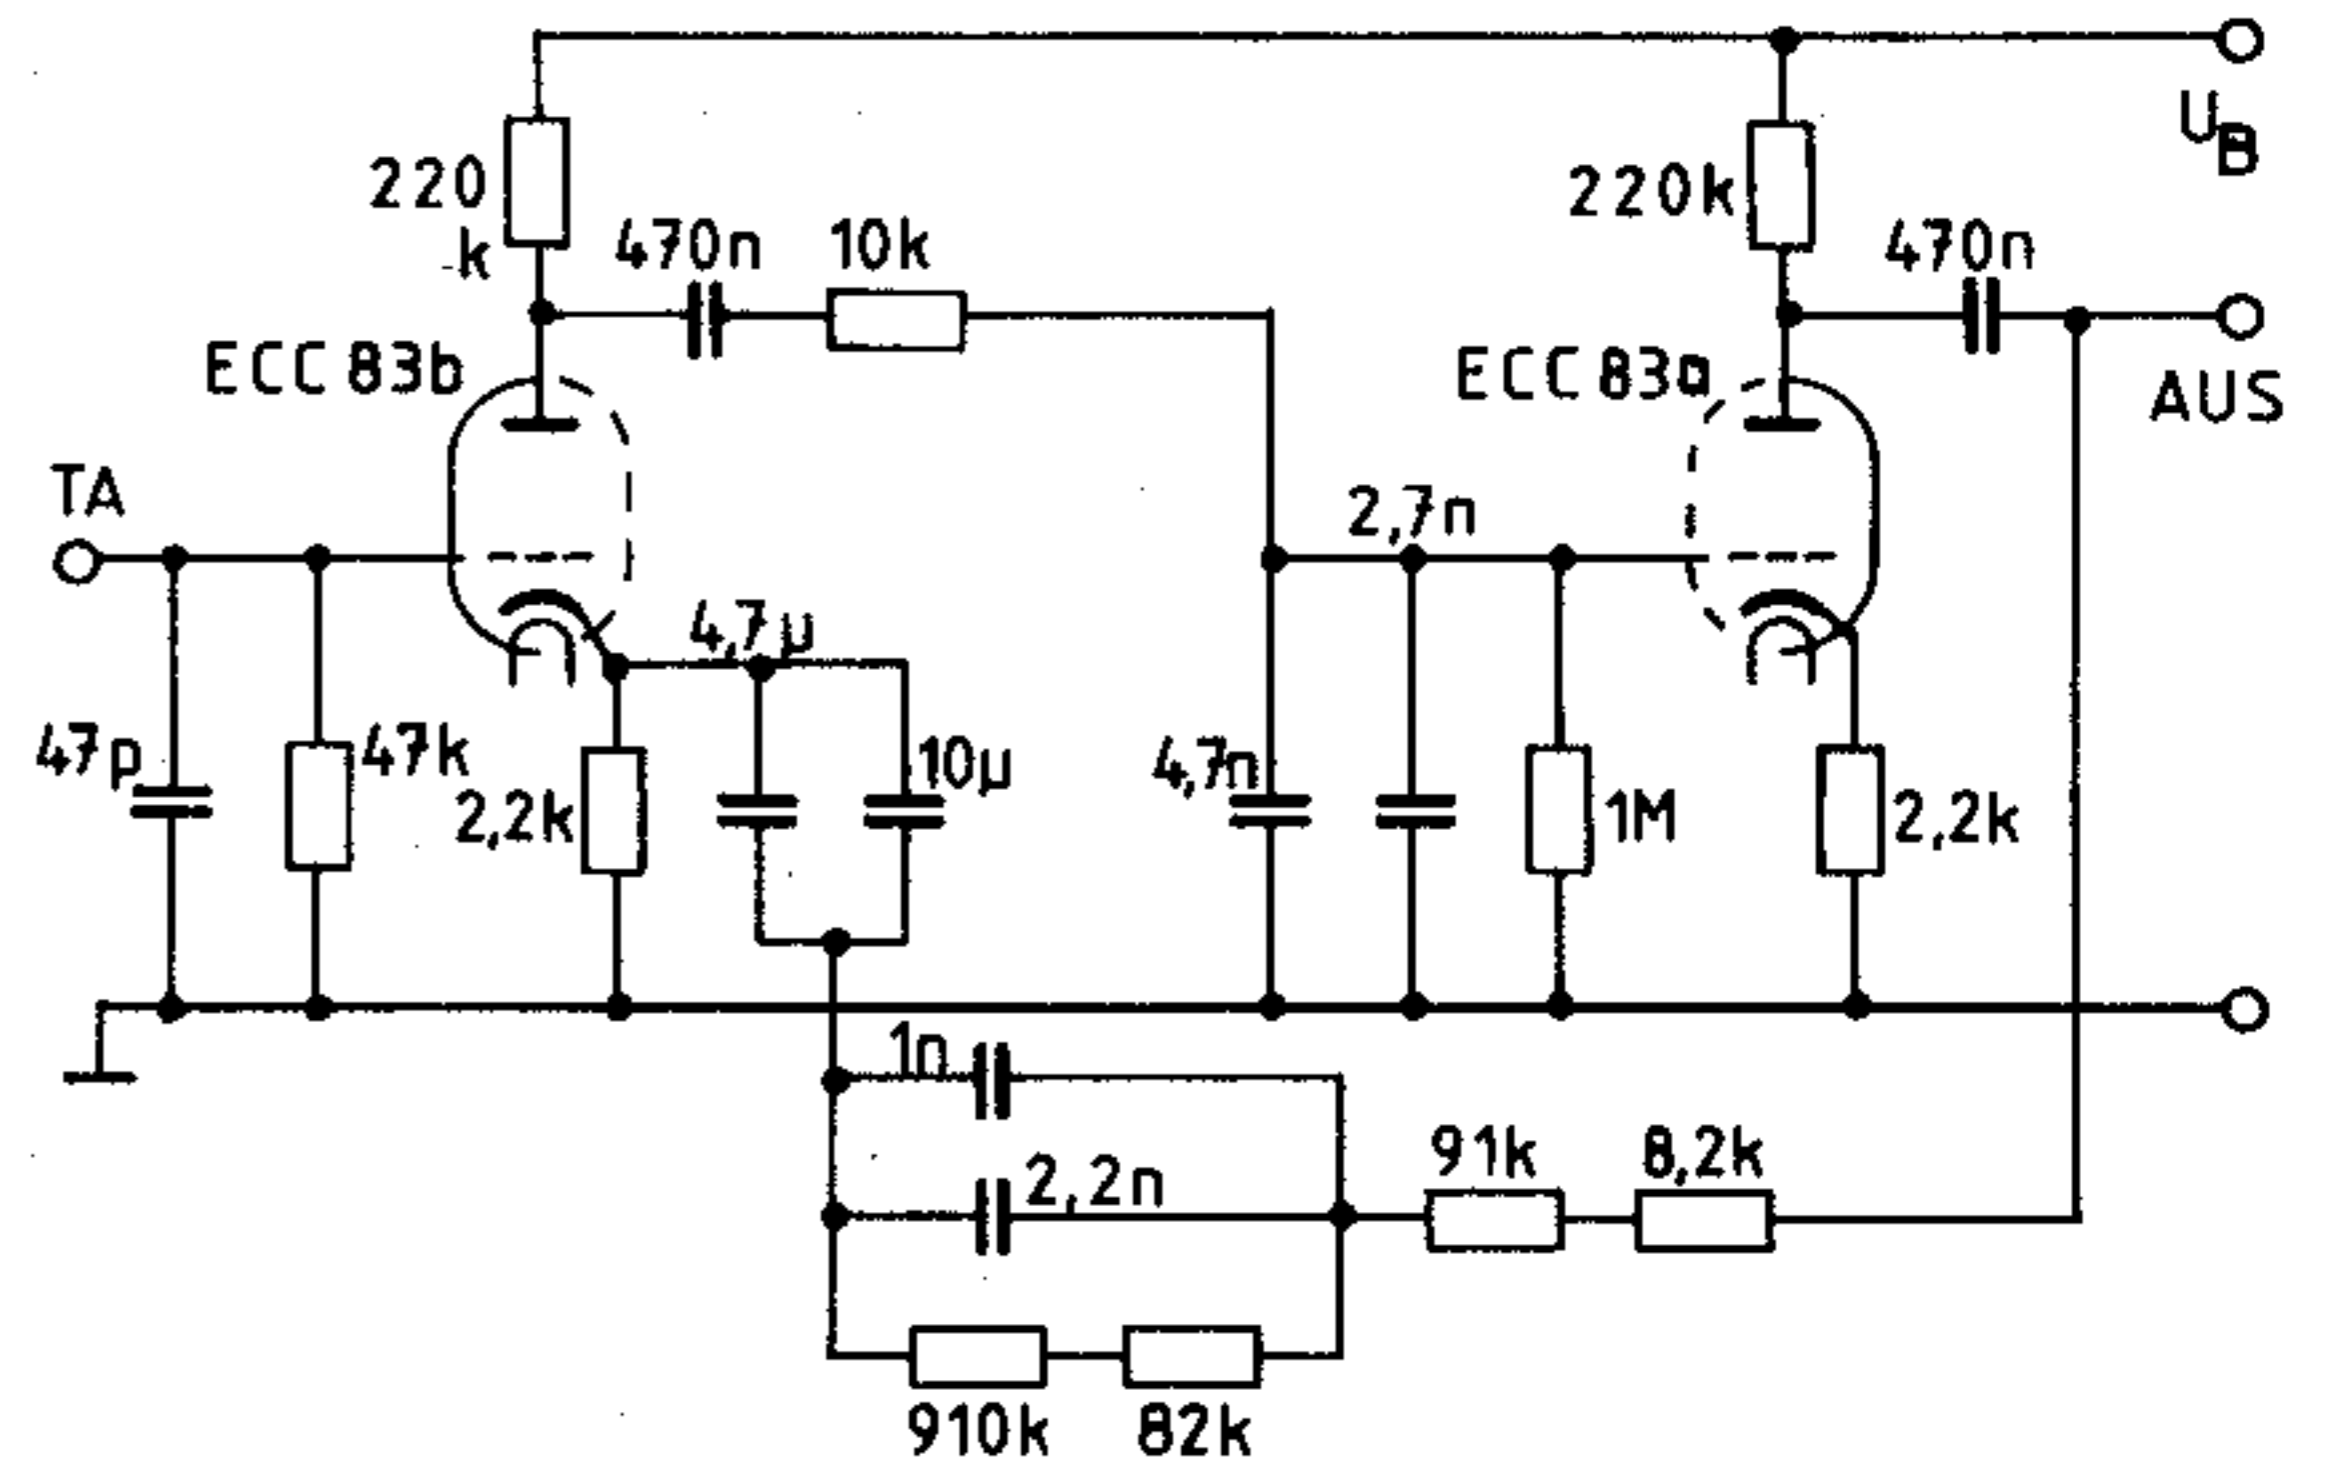 U_B
220
k
220k
470n
10k
470n
ECC 83b
ECC 83a
AUS
TA
2,7n
4,7µ
47p
47k
2,2k
10µ
4,7n
1M
2,2k
1n
2,2n
91k
8,2k
910k
82k